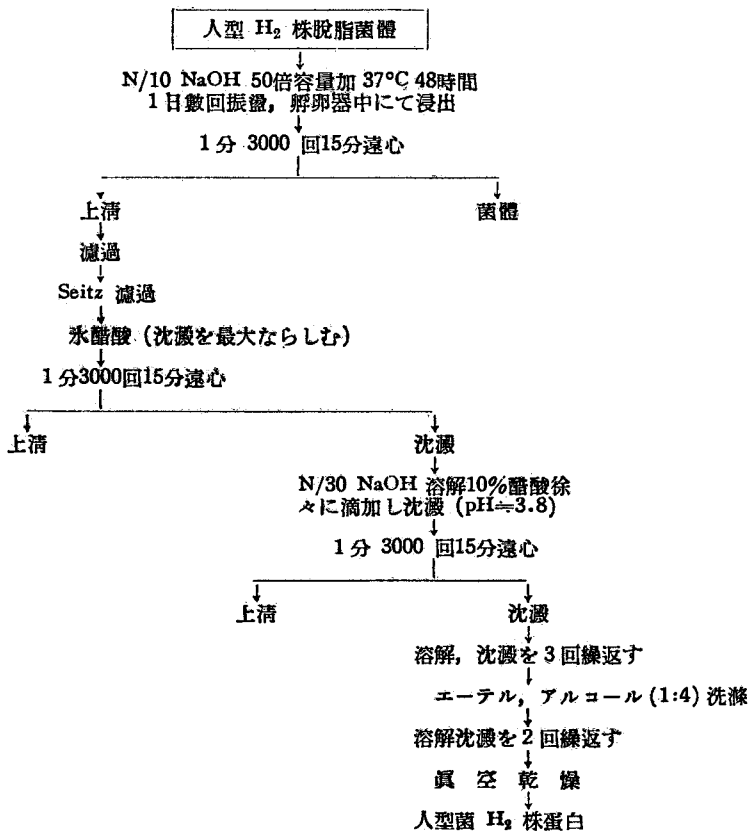 人型 H₂ 株脱脂菌體
N/10 NaOH 50倍容量加 37°C 48時間
1日數回振盪，孵卵器中にて浸出
1分 3000 回15分遠心
上淸
菌體
濾過
Seitz 濾過
氷醋酸（沈澱を最大ならしむ）
1分3000回15分遠心
上淸
沈澱
N/30 NaOH 溶解10%醋酸徐
々に滴加し沈澱 (pH≒3.8)
1分 3000 回15分遠心
上淸
沈澱
溶解，沈澱を3回繰返す
エーテル，アルコール (1:4) 洗滌
溶解沈澱を2回繰返す
眞空乾燥
人型菌 H₂ 株蛋白